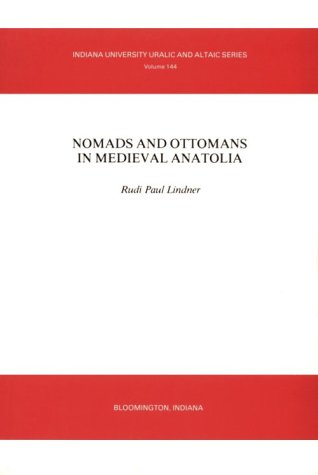 INDIANA UNIVERSITY URALIC AND ALTAIC SERIES
Volume 144
NOMADS AND OTTOMANS
IN MEDIEVAL ANATOLIA
Rudi Paul Lindner
BLOOMINGTON, INDIANA